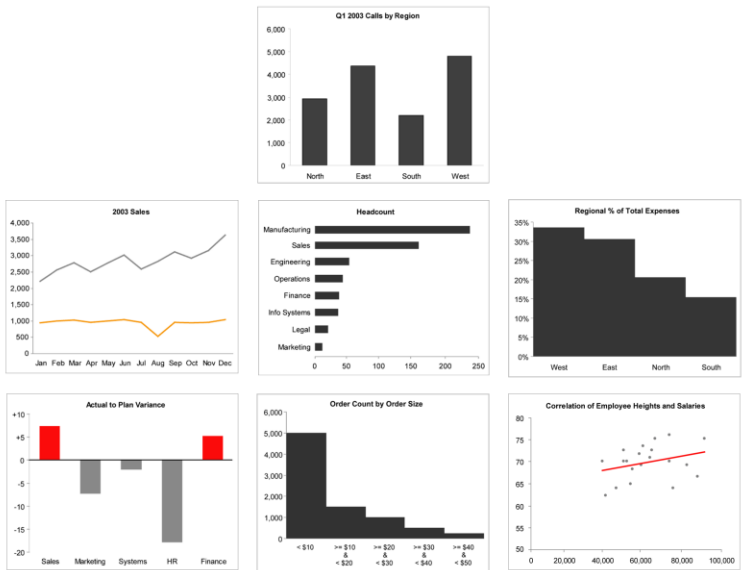 Q1 2003 Calls by Region
6,000
5,000
4,000
3,000
2,000
1,000
0
North East South West
2003 Sales
4,000
3,500
3,000
2,500
2,000
1,500
1,000
500
0
Jan Feb Mar Apr May Jun Jul Aug Sep Oct Nov Dec
Headcount
Manufacturing
Sales
Engineering
Operations
Finance
Info Systems
Legal
Marketing
0 50 100 150 200 250
Regional % of Total Expenses
35%
30%
25%
20%
15%
10%
5%
0%
West East North South
Actual to Plan Variance
+10
+5
0
-5
-10
-15
-20
Sales Marketing Systems HR Finance
Order Count by Order Size
6,000
5,000
4,000
3,000
2,000
1,000
0
< $10 >= $10 >= $20 >= $30 >= $40
& & & &
< $20 < $30 < $40 < $50
Correlation of Employee Heights and Salaries
80
75
70
65
60
55
50
0 20,000 40,000 60,000 80,000 100,000